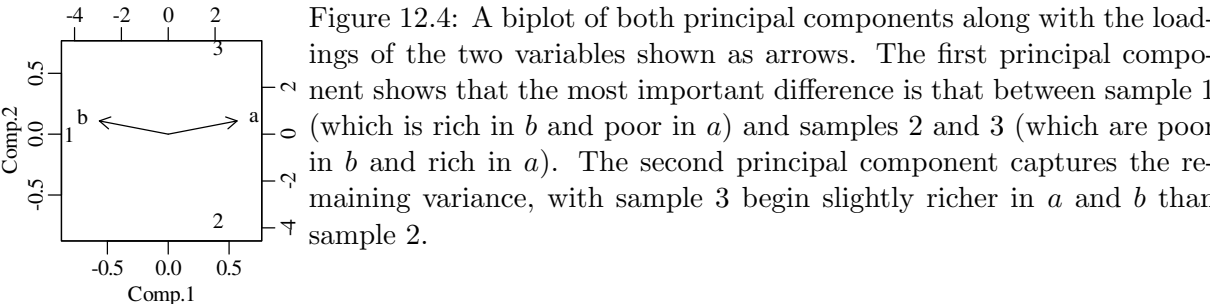 -4 -2 0 2
3
0.5
b
a
2
Comp.2
0.0
1
0
-0.5
-2
2
-4
-0.5 0.0 0.5
Comp.1
Figure 12.4: A biplot of both principal components along with the load-
ings of the two variables shown as arrows. The first principal compo-
nent shows that the most important difference is that between sample 1
(which is rich in b and poor in a) and samples 2 and 3 (which are poor
in b and rich in a). The second principal component captures the re-
maining variance, with sample 3 begin slightly richer in a and b than
sample 2.